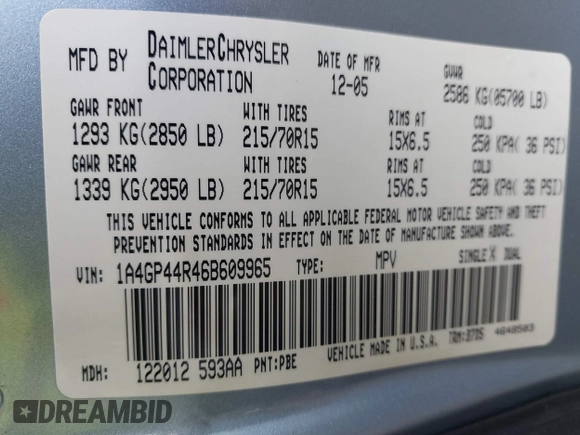 MFD BY DAIMLERCHRYSLER CORPORATION DATE OF MFR 12-05 GVWR 2586 KG(05700 LB)
GAWR FRONT WITH TIRES RIMS AT COLD
1293 KG(2850 LB) 215/70R15 15X6.5 250 KPA( 36 PSI)
GAWR REAR WITH TIRES RIMS AT COLD
1339 KG(2950 LB) 215/70R15 15X6.5 250 KPA( 36 PSI)
THIS VEHICLE CONFORMS TO ALL APPLICABLE FEDERAL MOTOR VEHICLE SAFETY AND THEFT
PREVENTION STANDARDS IN EFFECT ON THE DATE OF MANUFACTURE SHOWN ABOVE.
VIN: 1A4GP44R46B609965 TYPE: MPV SINGLE X DUAL
MDH: 122012 593AA PNT:PBE VEHICLE MADE IN U.S.A. TRM:B7D5 4648503
DREAMBID